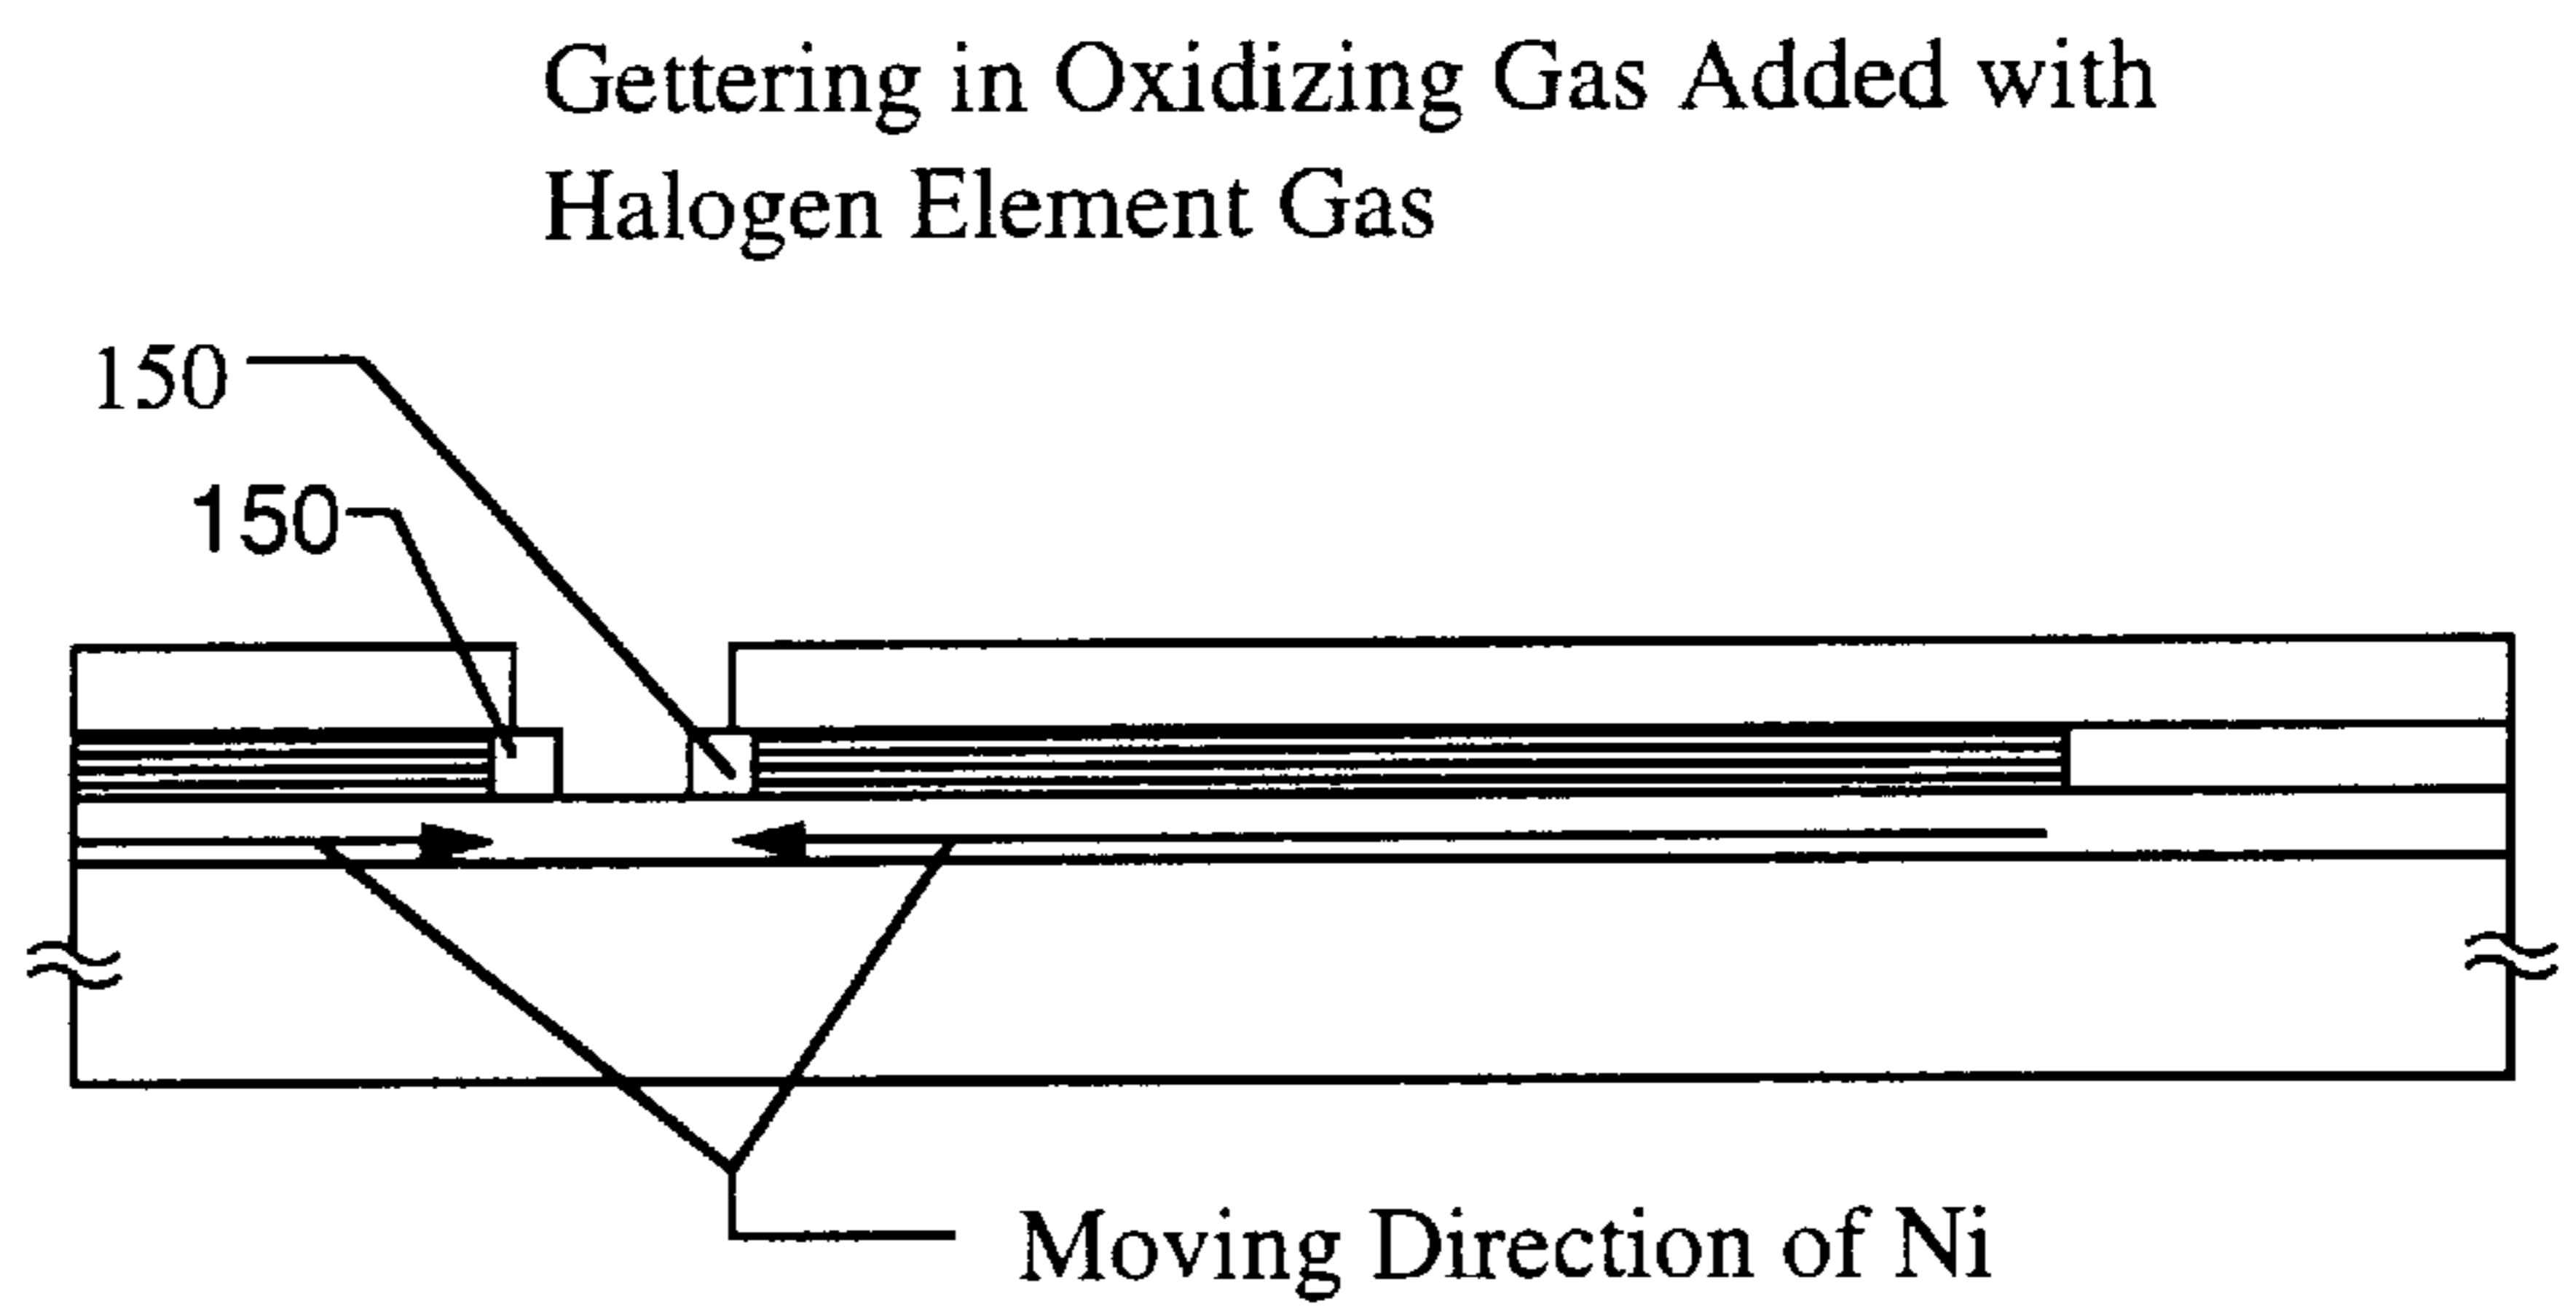 Gettering in Oxidizing Gas Added with
Halogen Element Gas
150
150
Moving Direction of Ni